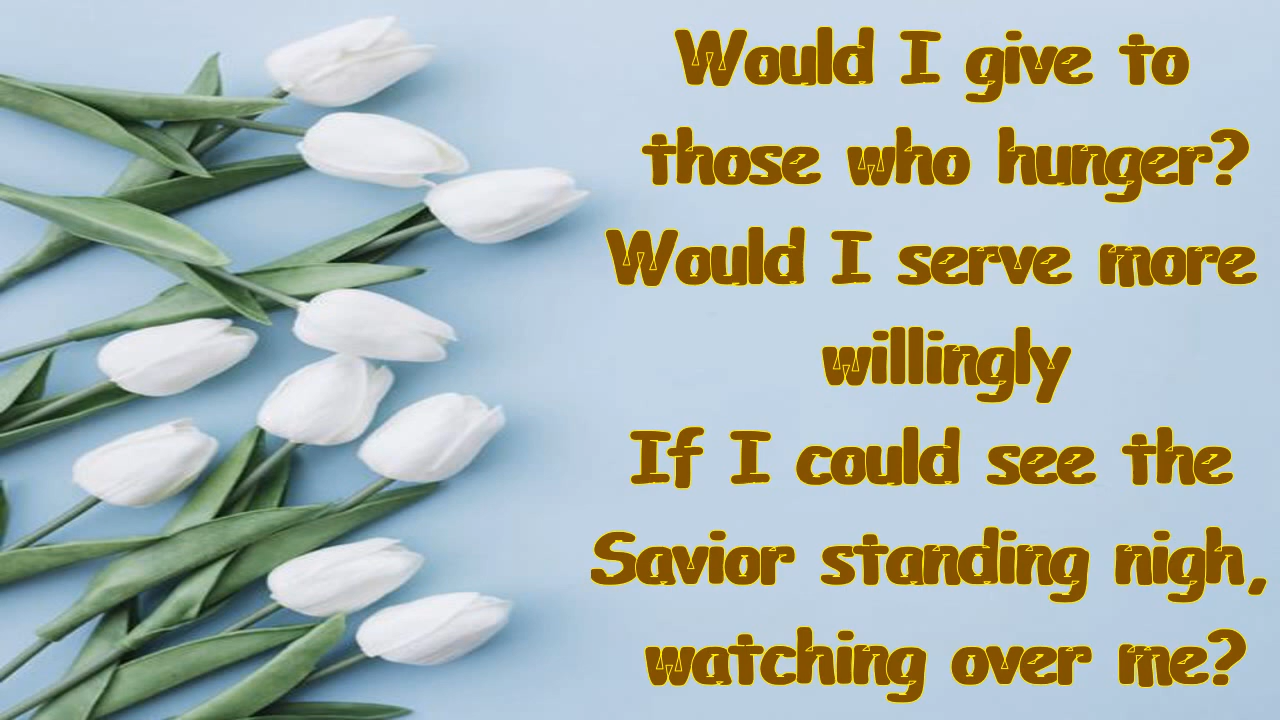 Would I give to
those who hunger?
Would I serve more
willingly
If I could see the
Savior standing nigh,
watching over me?